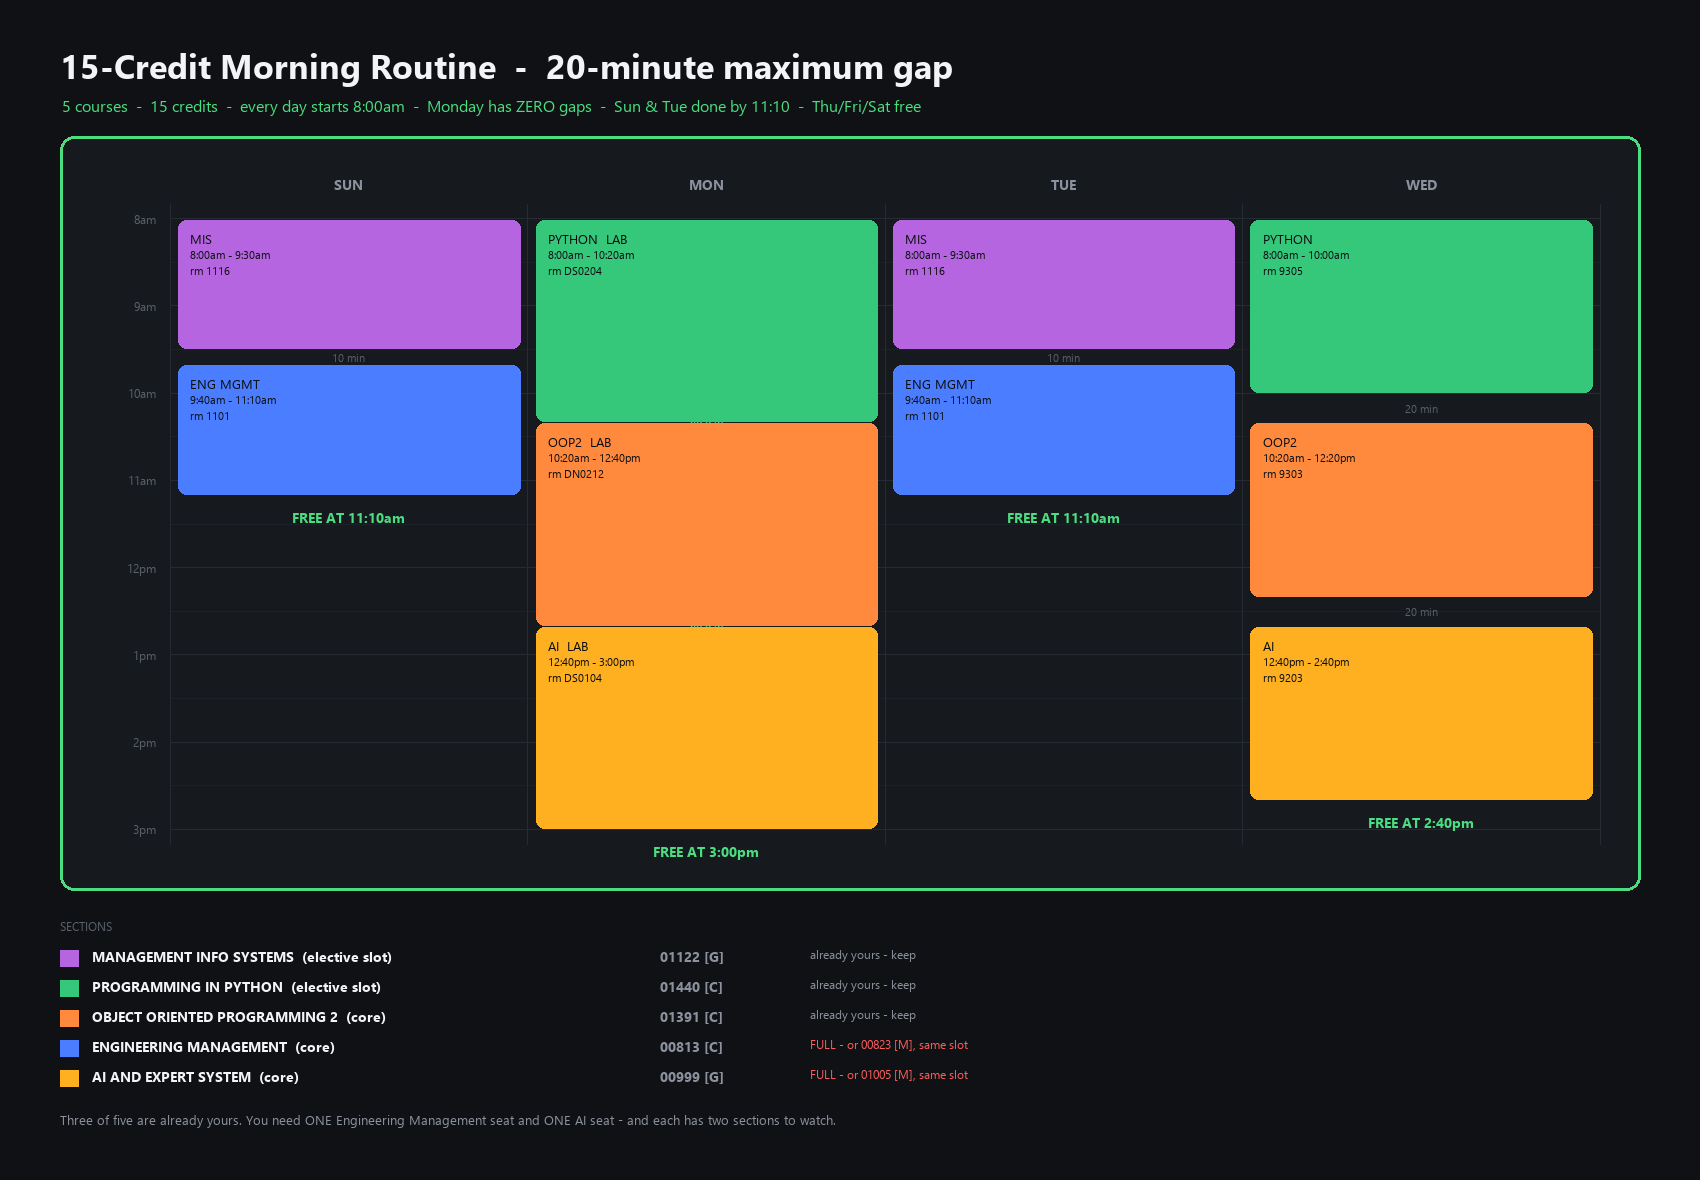 15-Credit Morning Routine - 20-minute maximum gap
5 courses - 15 credits - every day starts 8:00am - Monday has ZERO gaps - Sun & Tue done by 11:10 - Thu/Fri/Sat free
SUN MON TUE WED
8am
9am
10am
11am
12pm
1pm
2pm
3pm
MIS
8:00am - 9:30am
rm 1116
10 min
ENG MGMT
9:40am - 11:10am
rm 1101
FREE AT 11:10am
PYTHON LAB
8:00am - 10:20am
rm DS0204
OOP2 LAB
10:20am - 12:40pm
rm DN0212
AI LAB
12:40pm - 3:00pm
rm DS0104
FREE AT 3:00pm
MIS
8:00am - 9:30am
rm 1116
10 min
ENG MGMT
9:40am - 11:10am
rm 1101
FREE AT 11:10am
PYTHON
8:00am - 10:00am
rm 9305
20 min
OOP2
10:20am - 12:20pm
rm 9303
20 min
AI
12:40pm - 2:40pm
rm 9203
FREE AT 2:40pm
SECTIONS
MANAGEMENT INFO SYSTEMS (elective slot) 01122 [G] already yours - keep
PROGRAMMING IN PYTHON (elective slot) 01440 [C] already yours - keep
OBJECT ORIENTED PROGRAMMING 2 (core) 01391 [C] already yours - keep
ENGINEERING MANAGEMENT (core) 00813 [C] FULL - or 00823 [M], same slot
AI AND EXPERT SYSTEM (core) 00999 [G] FULL - or 01005 [M], same slot
Three of five are already yours. You need ONE Engineering Management seat and ONE AI seat - and each has two sections to watch.